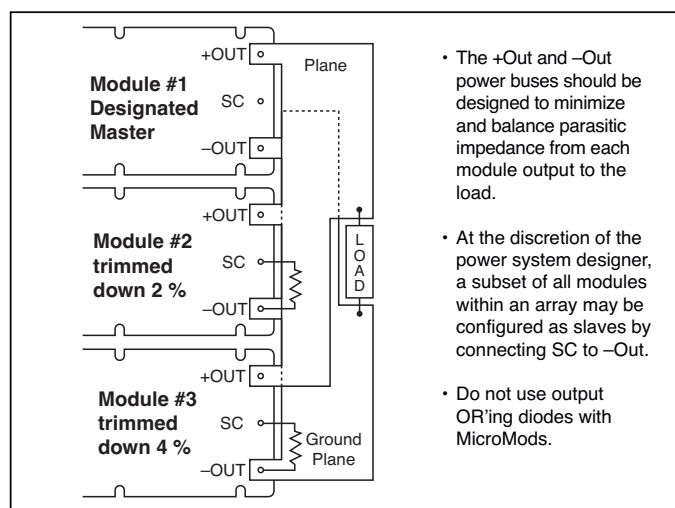 +OUT
Plane
Module #1
Designated
Master
SC
–OUT
+OUT
Module #2
trimmed
down 2 %
SC
–OUT
LOAD
+OUT
Module #3
trimmed
down 4 %
SC
Ground
Plane
–OUT
• The +Out and –Out
power buses should be
designed to minimize
and balance parasitic
impedance from each
module output to the
load.
• At the discretion of the
power system designer,
a subset of all modules
within an array may be
configured as slaves by
connecting SC to –Out.
• Do not use output
OR'ing diodes with
MicroMods.